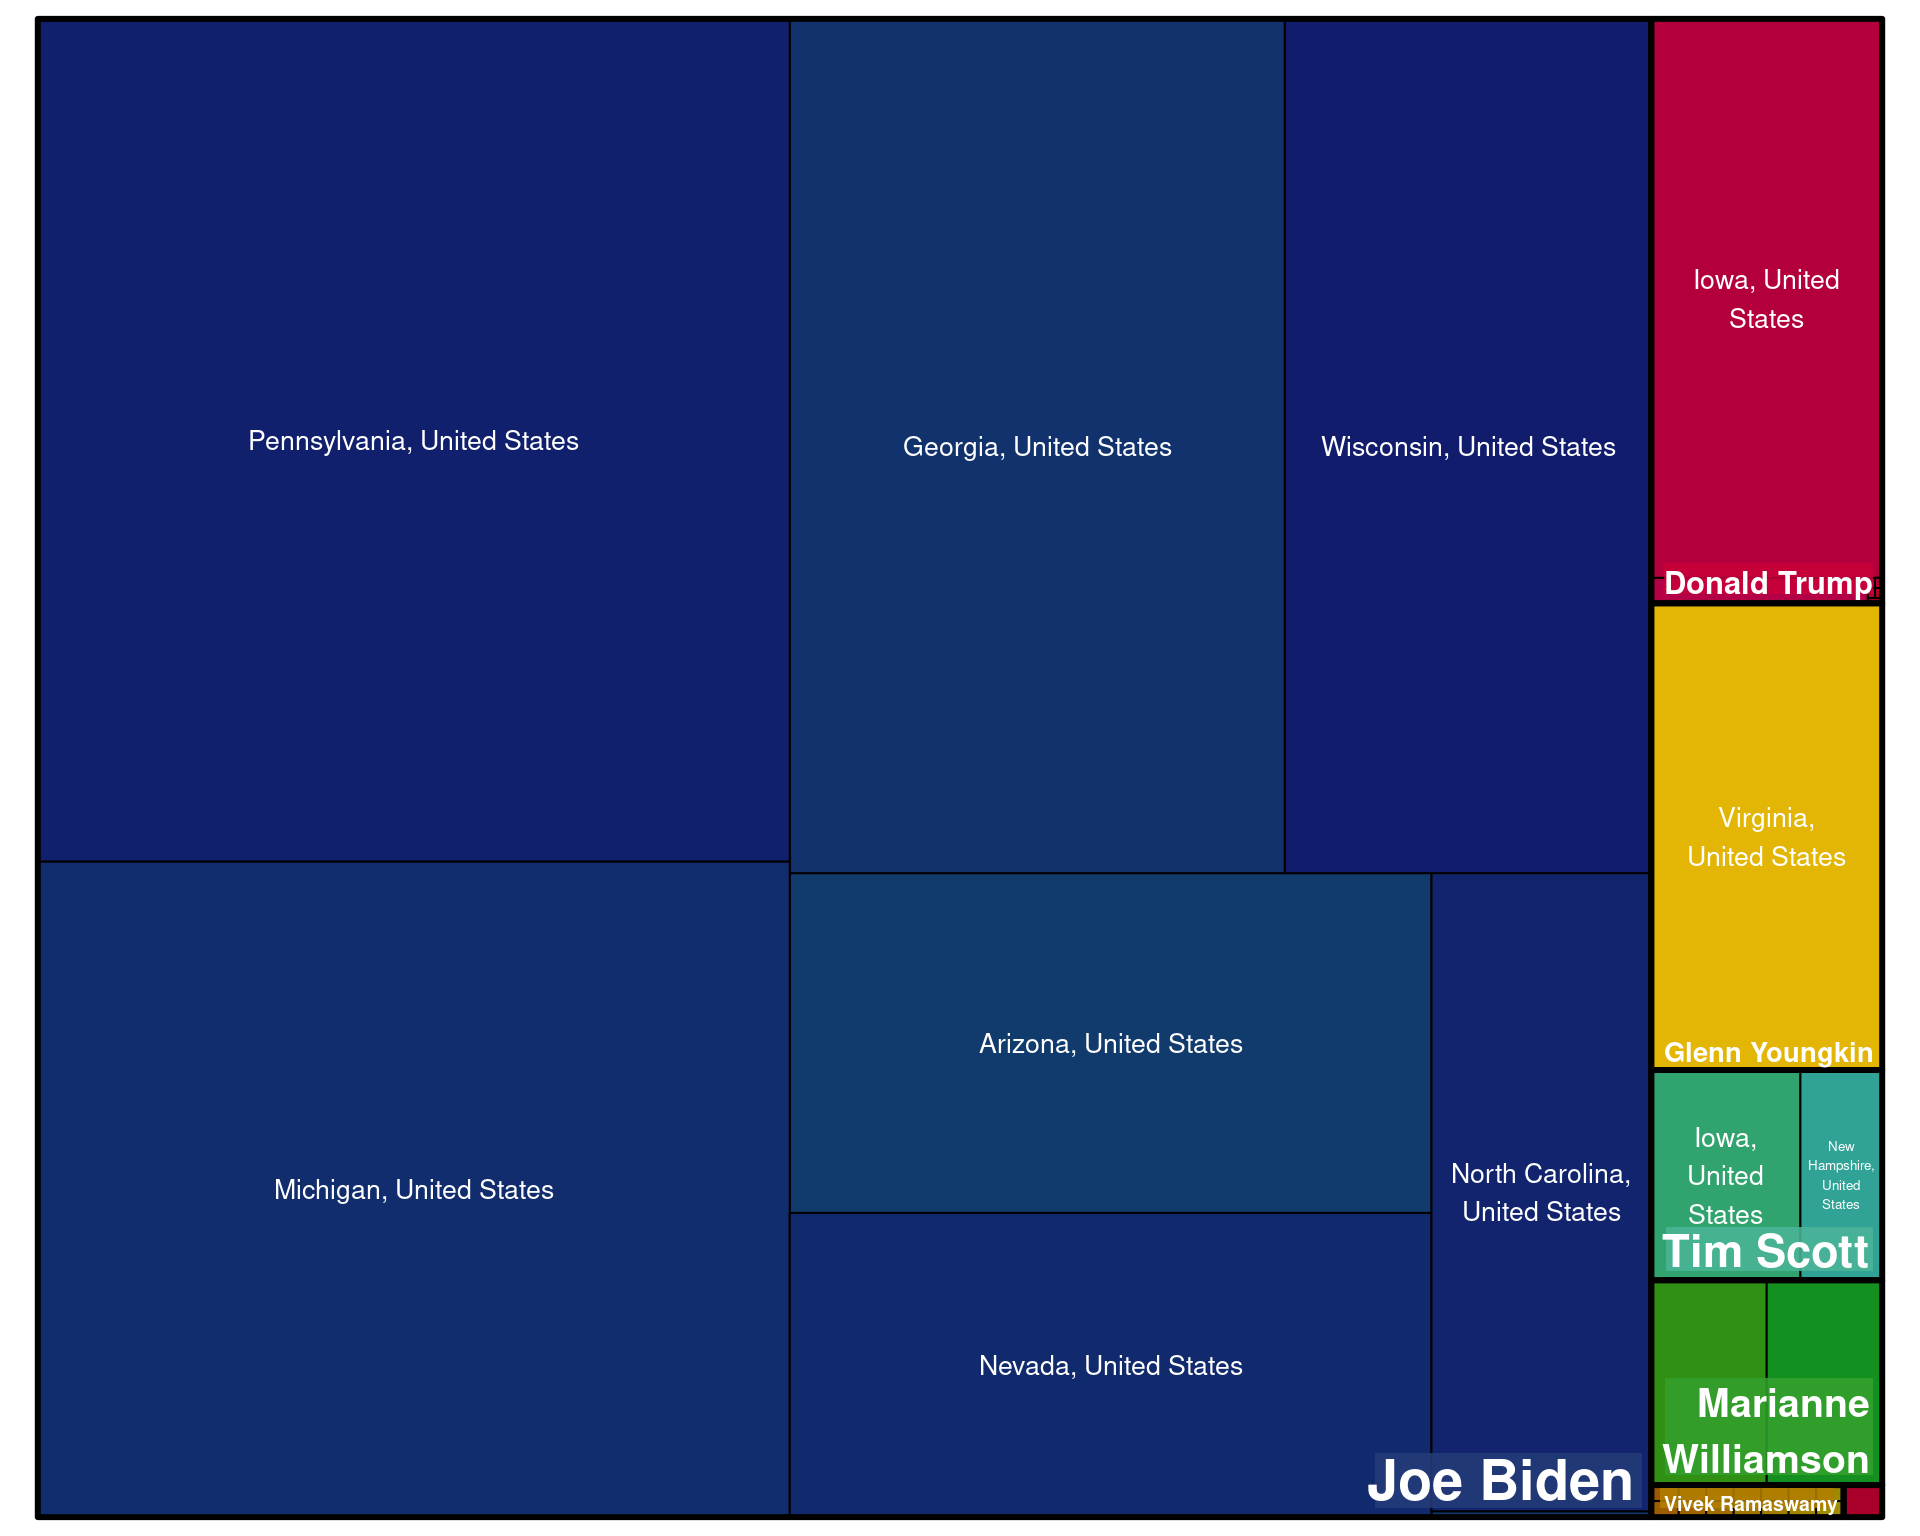 Pennsylvania, United States
Georgia, United States
Wisconsin, United States
Iowa, United
States
Donald Trump
Virginia,
United States
Glenn Youngkin
Michigan, United States
Arizona, United States
Nevada, United States
North Carolina,
United States
Joe Biden
Iowa,
United
States
New
Hampshire,
United
States
Tim Scott
Marianne
Williamson
Vivek Ramaswamy